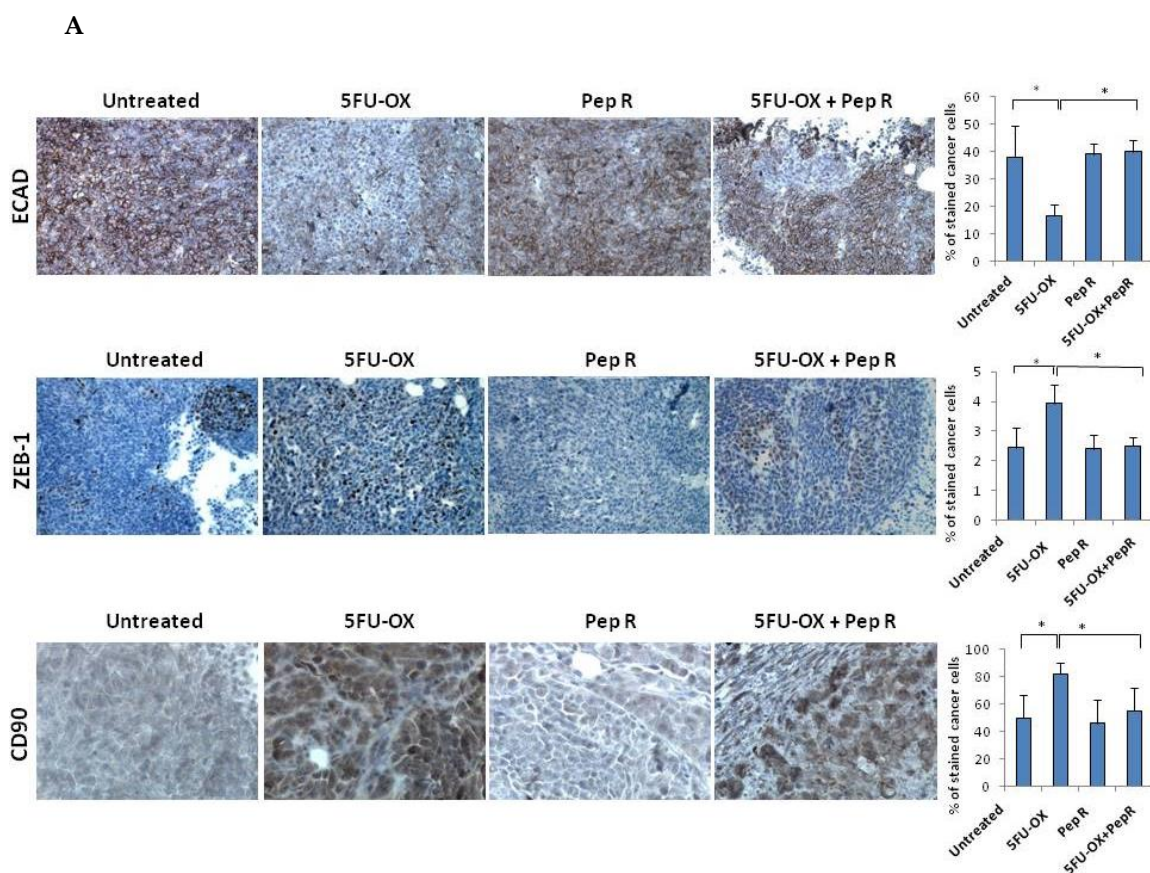 A
Untreated 5FU-OX Pep R 5FU-OX + Pep R
ECAD
% of stained cancer cells
60
50
40
30
20
10
0
* *
Untreated 5FU-OX Pep R 5FU-OX+PepR
Untreated 5FU-OX Pep R 5FU-OX + Pep R
ZEB-1
% of stained cancer cells
5
4
3
2
1
0
* *
Untreated 5FU-OX Pep R 5FU-OX+PepR
Untreated 5FU-OX Pep R 5FU-OX + Pep R
CD90
% of stained cancer cells
100
80
60
40
20
0
* *
Untreated 5FU-OX Pep R 5FU-OX+PepR